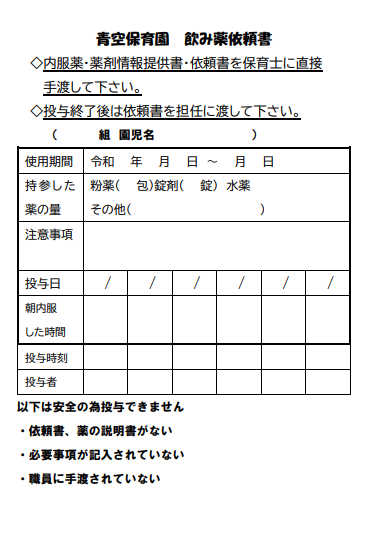 青空保育園　飲み薬依頼書
◇内服薬・薬剤情報提供書・依頼書を保育士に直接
手渡して下さい。
◇投与終了後は依頼書を担任に渡して下さい。
（　　　組 園児名　　　　　　　）
使用期間　令和　年　月　日 ～　月　日
持参した　粉薬(　包)錠剤(　錠)　水薬
薬の量　その他(　　　　　　　　　　)
注意事項
投与日　/　/　/　/　/　/
朝内服
した時間
投与時刻
投与者
以下は安全の為投与できません
・依頼書、薬の説明書がない
・必要事項が記入されていない
・職員に手渡されていない